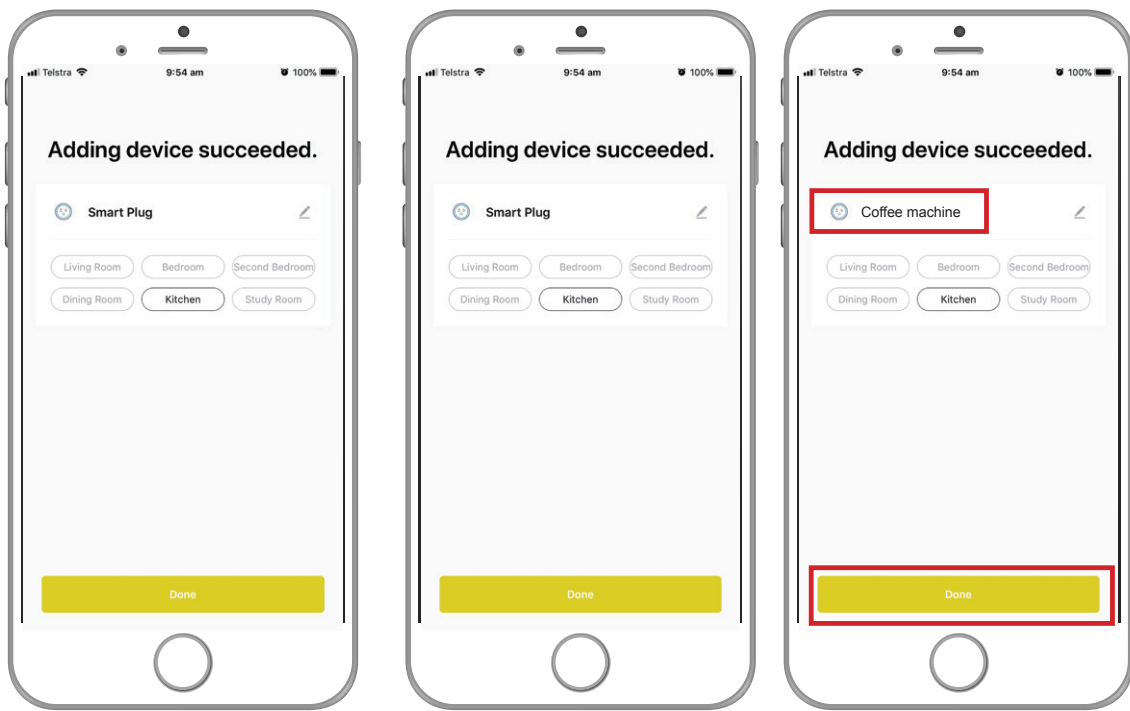 Telstra 9:54 am 100%
Adding device succeeded.
Smart Plug
Living Room Bedroom Second Bedroom
Dining Room Kitchen Study Room
Done
Telstra 9:54 am 100%
Adding device succeeded.
Smart Plug
Living Room Bedroom Second Bedroom
Dining Room Kitchen Study Room
Done
Telstra 9:54 am 100%
Adding device succeeded.
Coffee machine
Living Room Bedroom Second Bedroom
Dining Room Kitchen Study Room
Done